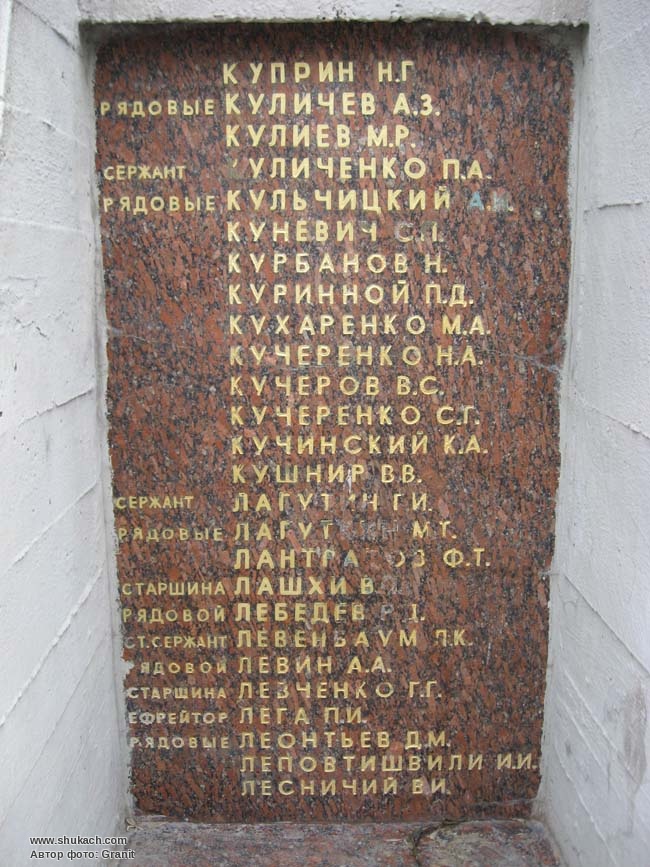 КУПРИН Н.Г
РЯДОВЫЕ КУЛИЧЕВ А.З.
КУЛИЕВ М.Р.
СЕРЖАНТ КУЛИЧЕНКО П.А.
РЯДОВЫЕ КУЛЬЧИЦКИЙ А.И.
КУНЕВИЧ С.П.
КУРБАНОВ Н.
КУРИННОЙ П.Д.
КУХАРЕНКО М.А.
КУЧЕРЕНКО Н.А.
КУЧЕРОВ В.С.
КУЧЕРЕНКО С.Г.
КУЧИНСКИЙ К.А.
КУШНИР В.В.
СЕРЖАНТ ЛАГУТИН Г.И.
РЯДОВЫЕ ЛАГУТКИН М.Т.
ЛАНТРАТОВ Ф.Т.
СТАРШИНА ЛАШХИ
РЯДОВОЙ ЛЕБЕДЕВ
СТ.СЕРЖАНТ ЛЕВЕНБАУМ Л.К.
РЯДОВОЙ ЛЕВИН А.А.
СТАРШИНА ЛЕВЧЕНКО Г.Г.
ЕФРЕЙТОР ЛЕГА П.И.
РЯДОВЫЕ ЛЕОНТЬЕВ Д.М.
ЛЕПОВТИШВИЛИ И.И.
ЛЕСНИЧИЙ В.И.
www.shukach.com
Автор фото: Granit